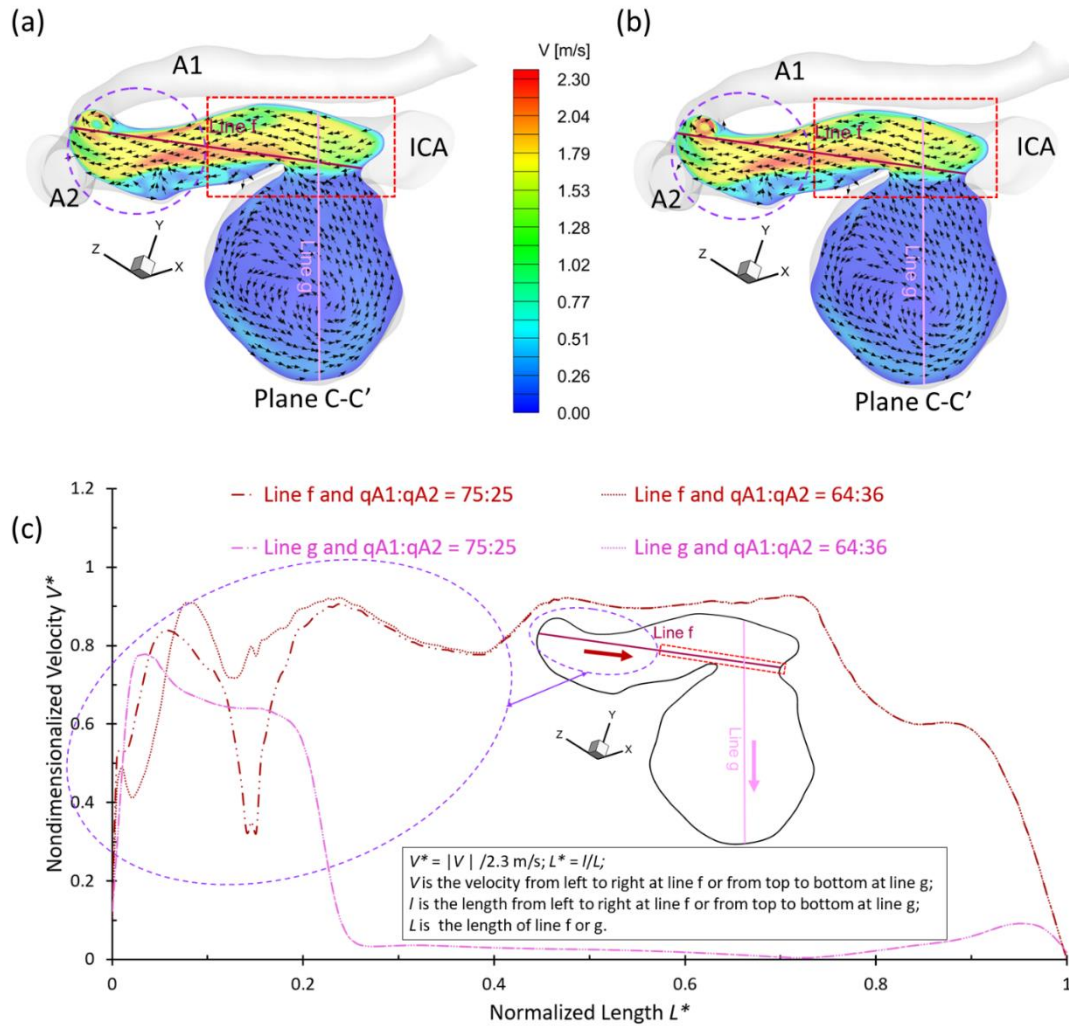 (a)
(b)
V [m/s]
A1
A1
2.30
2.04
1.79
1.53
1.28
1.02
0.77
0.51
0.26
0.00
Line f
Line f
ICA
ICA
A2
A2
Y
Z
X
Y
Z
X
Line g
Line g
Plane C-C’
Plane C-C’
(c)
Line f and qA1:qA2 = 75:25
Line f and qA1:qA2 = 64:36
Line g and qA1:qA2 = 75:25
Line g and qA1:qA2 = 64:36
Nondimensionalized Velocity V*
1.2
1
0.8
0.6
0.4
0.2
0
Line f
Y
Z
X
Line g
V* = |V| /2.3 m/s; L* = l/L;
V is the velocity from left to right at line f or from top to bottom at line g;
l is the length from left to right at line f or from top to bottom at line g;
L is the length of line f or g.
0
0.2
0.4
0.6
0.8
1
Normalized Length L*